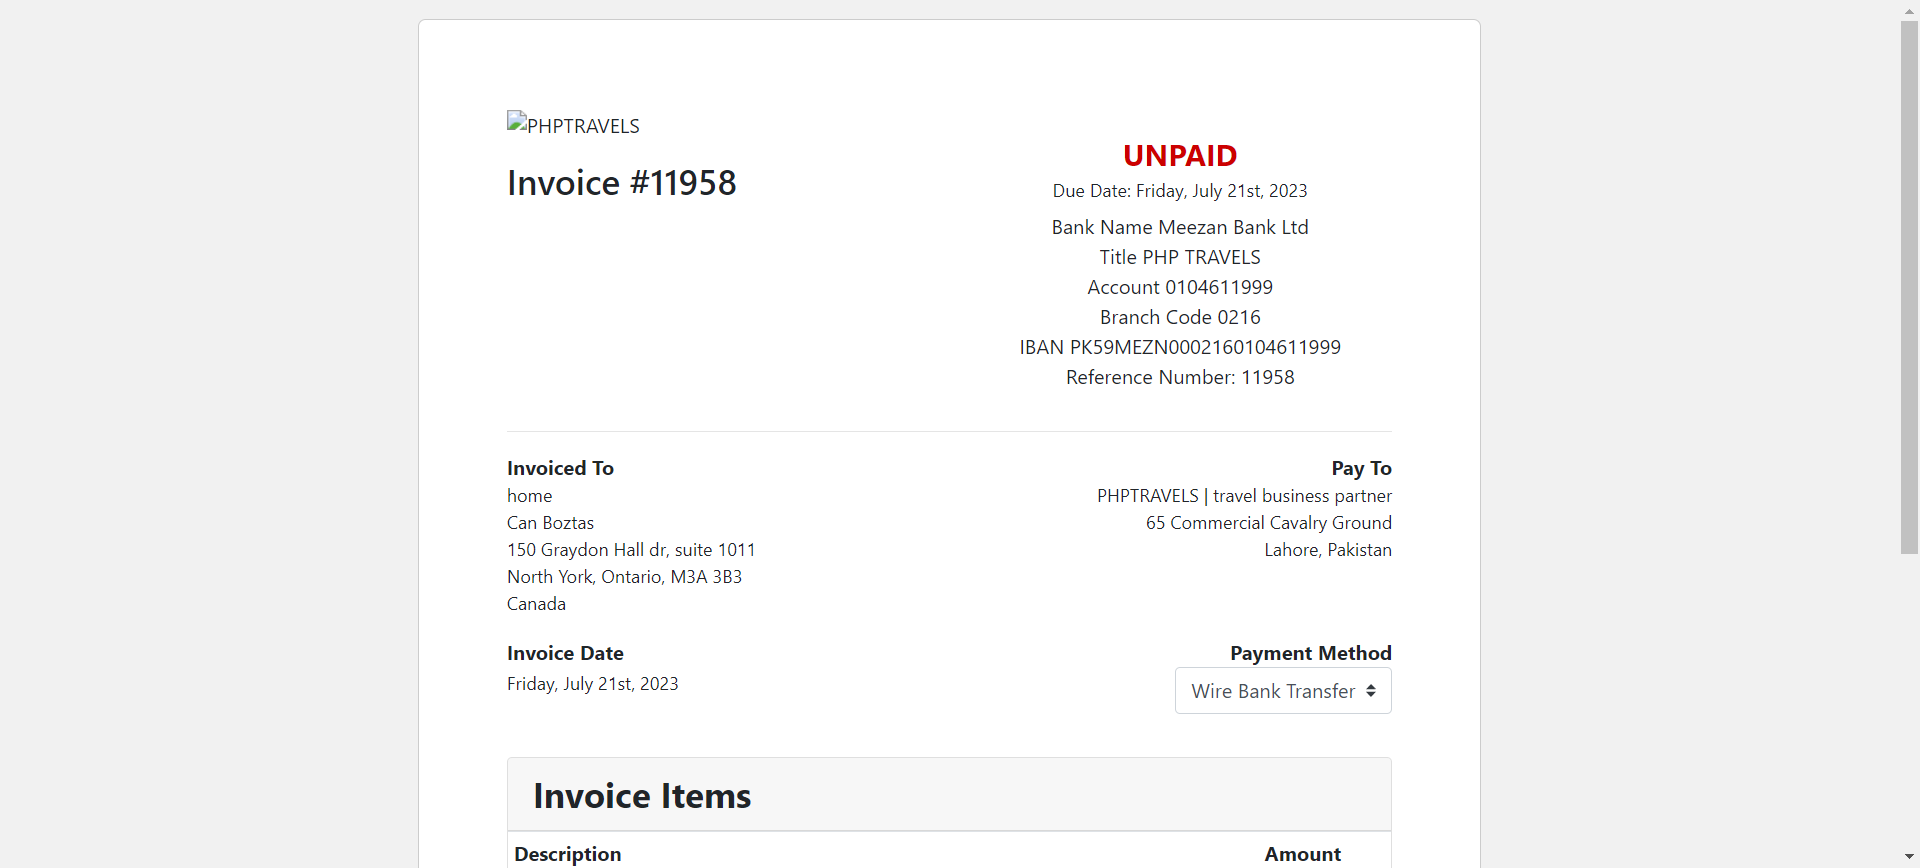 PHPTRAVELS
Invoice #11958
UNPAID
Due Date: Friday, July 21st, 2023
Bank Name Meezan Bank Ltd
Title PHP TRAVELS
Account 0104611999
Branch Code 0216
IBAN PK59MEZN0002160104611999
Reference Number: 11958
Invoiced To
home
Can Boztas
150 Graydon Hall dr, suite 1011
North York, Ontario, M3A 3B3
Canada
Pay To
PHPTRAVELS | travel business partner
65 Commercial Cavalry Ground
Lahore, Pakistan
Invoice Date
Friday, July 21st, 2023
Payment Method
Wire Bank Transfer
Invoice Items
Description Amount